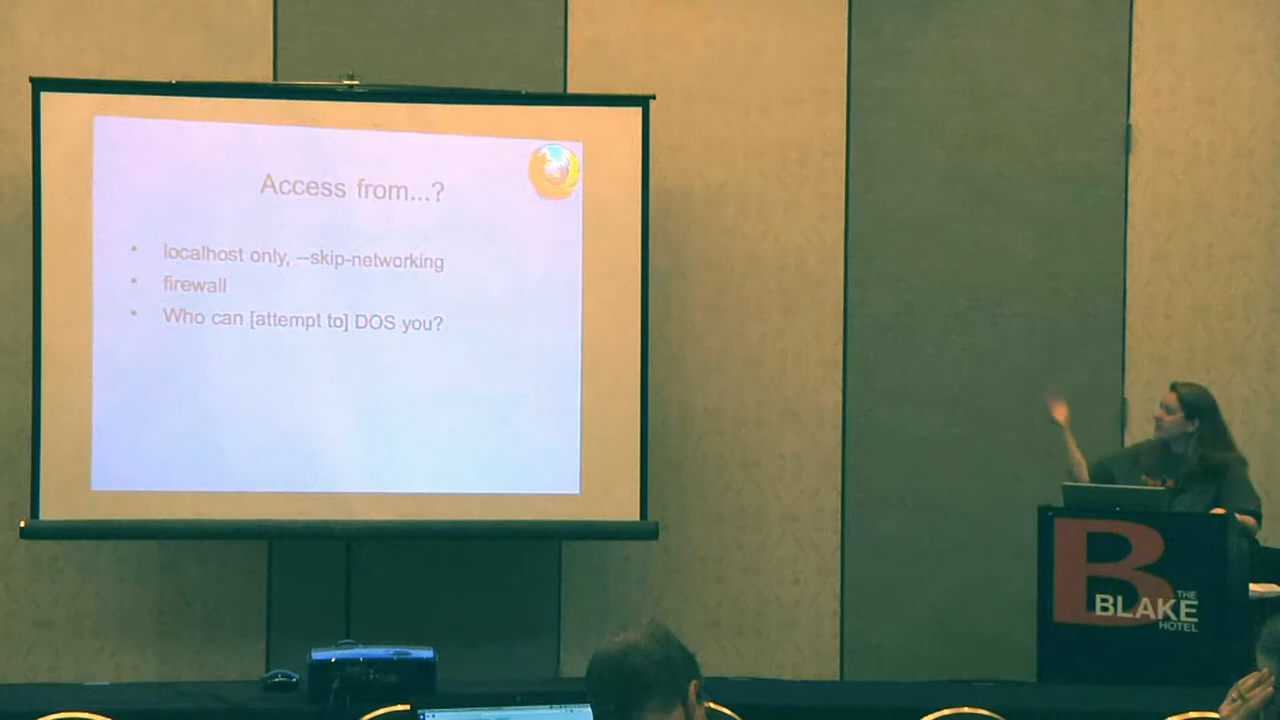 Access from...?
• localhost only, –skip-networking
• firewall
• Who can [attempt to] DOS you?
B
THE
BLAKE
HOTEL